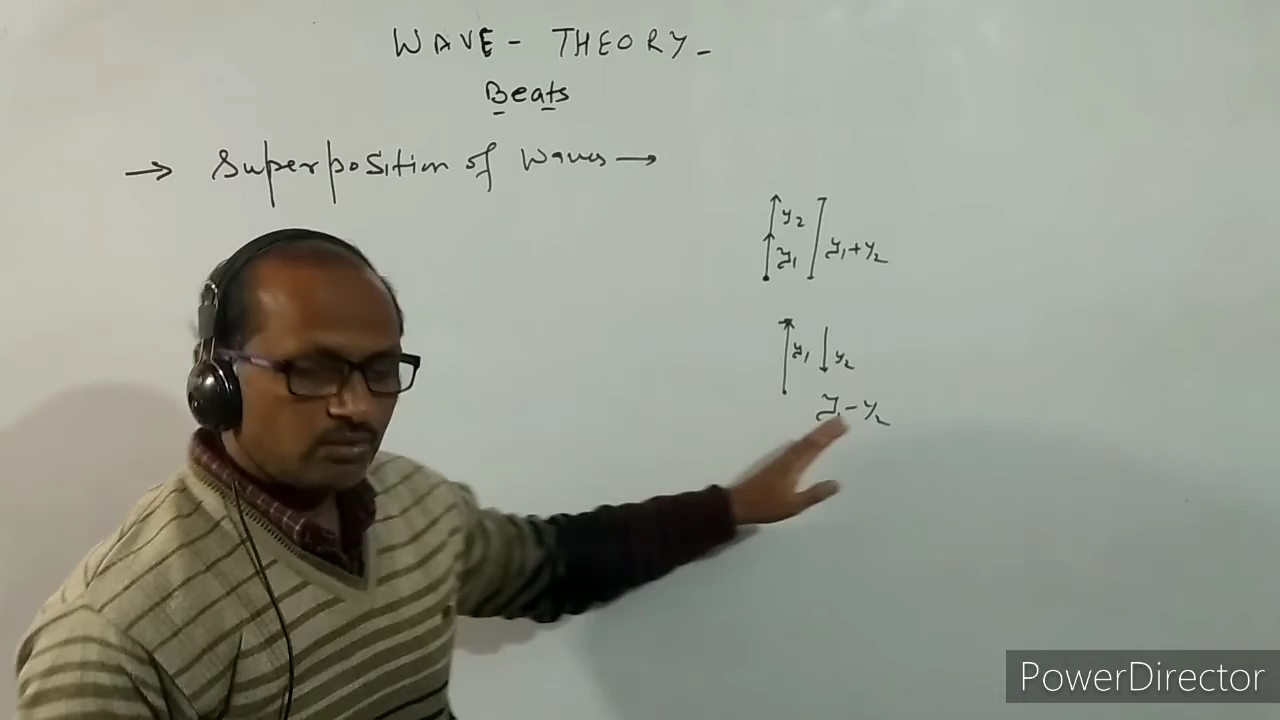 WAVE - THEORY -
Beats
→ Superposition of waves →
y₂
y₁ y₁+y₂
y₁ y₂
y₁-y₂
PowerDirector